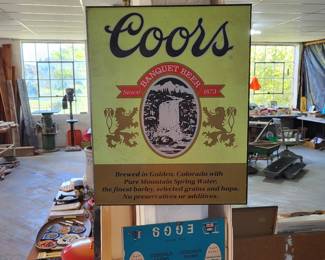 Coors
BANQUET BEER
Since 1873
Brewed in Golden, Colorado with
Pure Mountain Spring Water,
the finest barley, selected grains and hops.
No preservatives or additives.